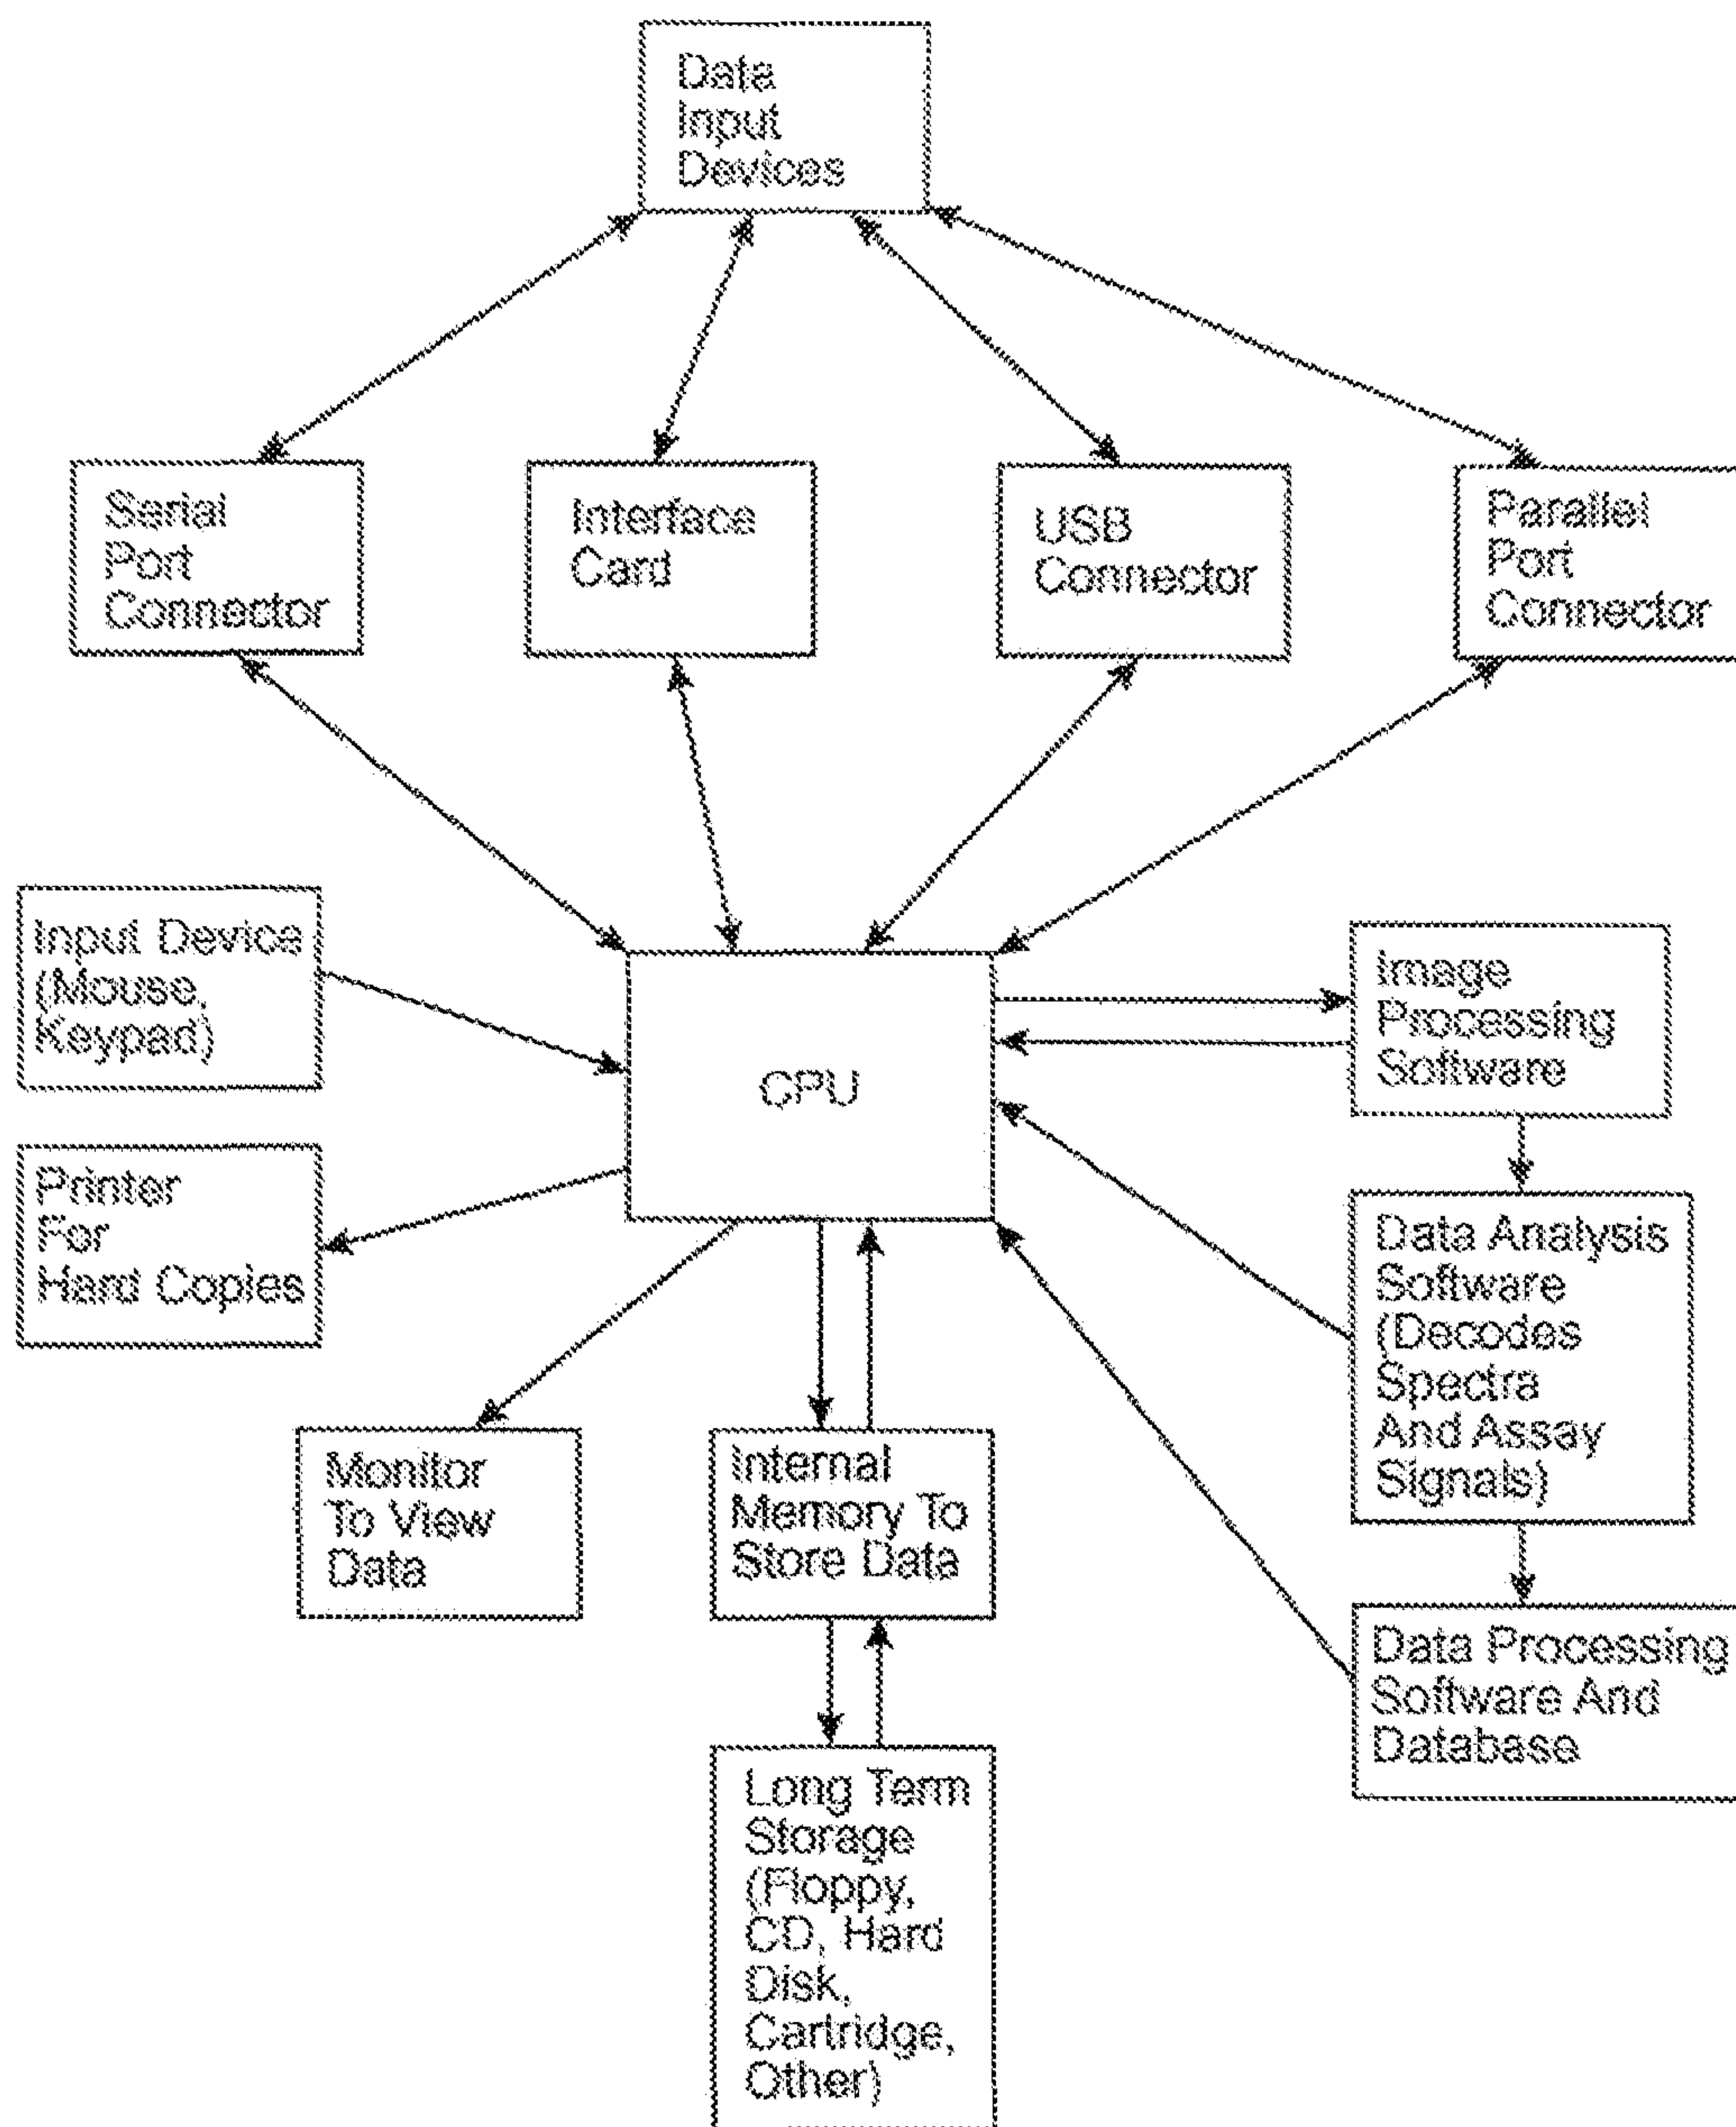 Data
Input
Devices
Serial
Port
Connector
Interface
Card
USB
Connector
Parallel
Port
Connector
Input Device
(Mouse,
Keypad)
CPU
Image
Processing
Software
Printer
For
Hard Copies
Data Analysis
Software
(Decodes
Spectra
And Assay
Signals)
Monitor
To View
Data
Internal
Memory To
Store Data
Data Processing
Software And
Database
Long Term
Storage
(Floppy,
CD, Hard
Disk,
Cartridge,
Other)